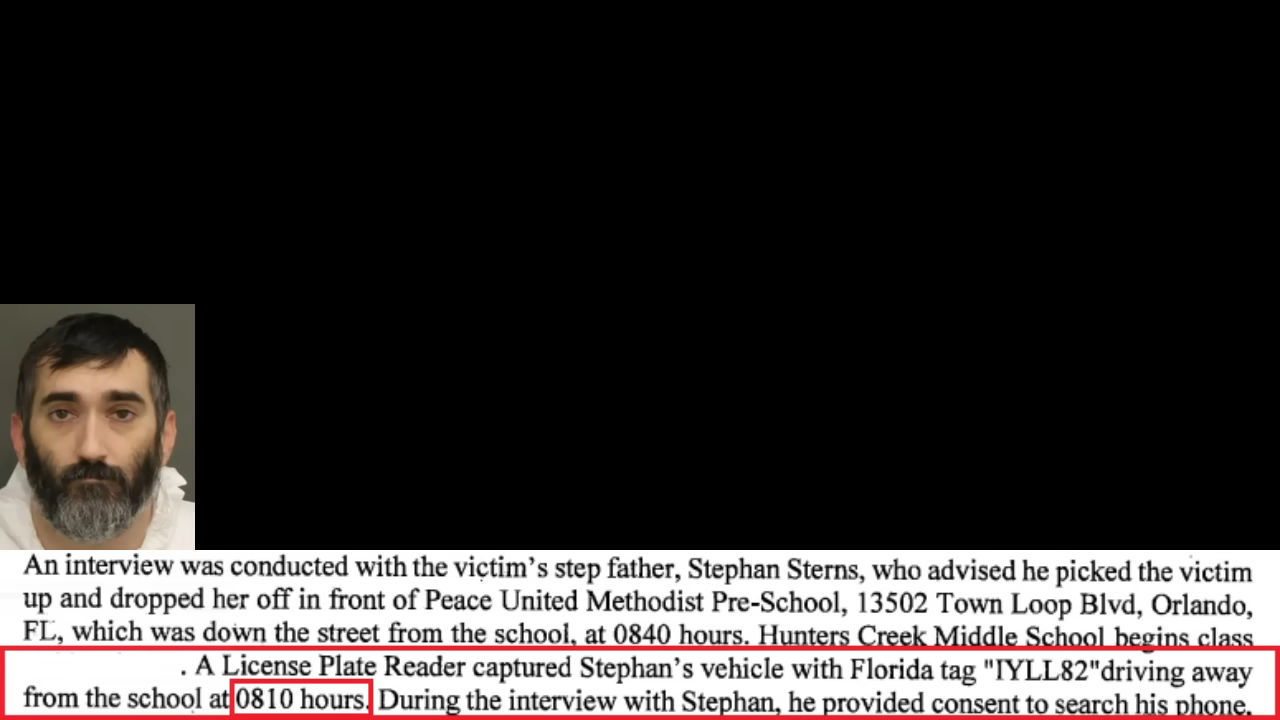 An interview was conducted with the victim's step father, Stephan Sterns, who advised he picked the victim
up and dropped her off in front of Peace United Methodist Pre-School, 13502 Town Loop Blvd, Orlando,
FL, which was down the street from the school, at 0840 hours. Hunters Creek Middle School begins class
. A License Plate Reader captured Stephan's vehicle with Florida tag "IYLL82"driving away
from the school at 0810 hours. During the interview with Stephan, he provided consent to search his phone.